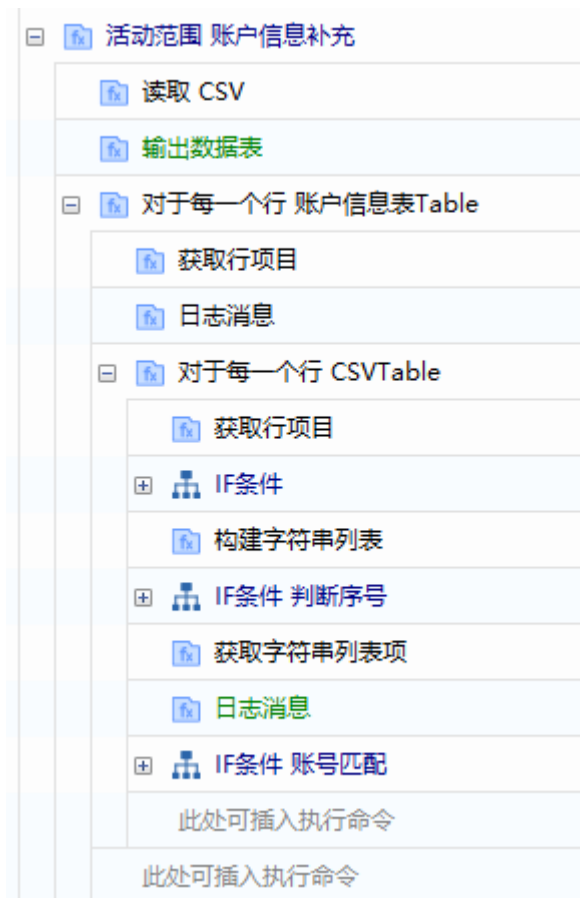 活动范围 账户信息补充
读取 CSV
输出数据表
对于每一个行 账户信息表Table
获取行项目
日志消息
对于每一个行 CSVTable
获取行项目
IF条件
构建字符串列表
IF条件 判断序号
获取字符串列表项
日志消息
IF条件 账号匹配
此处可插入执行命令
此处可插入执行命令